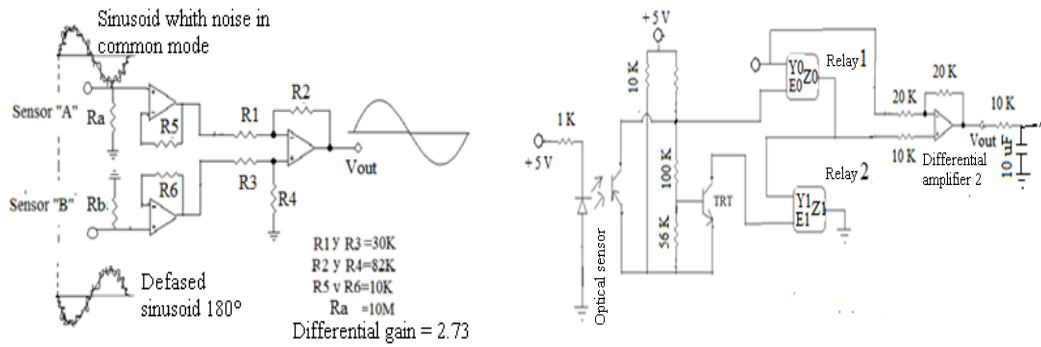 Sinusoid whith noise in
common mode
Sensor "A"
Ra
R5
R1
R2
Vout
R3
R4
R6
Sensor "B"
Rb
Defased
sinusoid 180°
R1 y R3=30K
R2 y R4=82K
R5 y R6=10K
Ra =10M
Differential gain = 2.73
+5V
10 K
1 K
+5V
Optical sensor
100 K
56 K
TRT
Y0
E0
Z0
Relay 1
Y1
E1
Z1
Relay 2
20 K
20 K
10 K
10 K
Vout
10 uF
Differential
amplifier 2